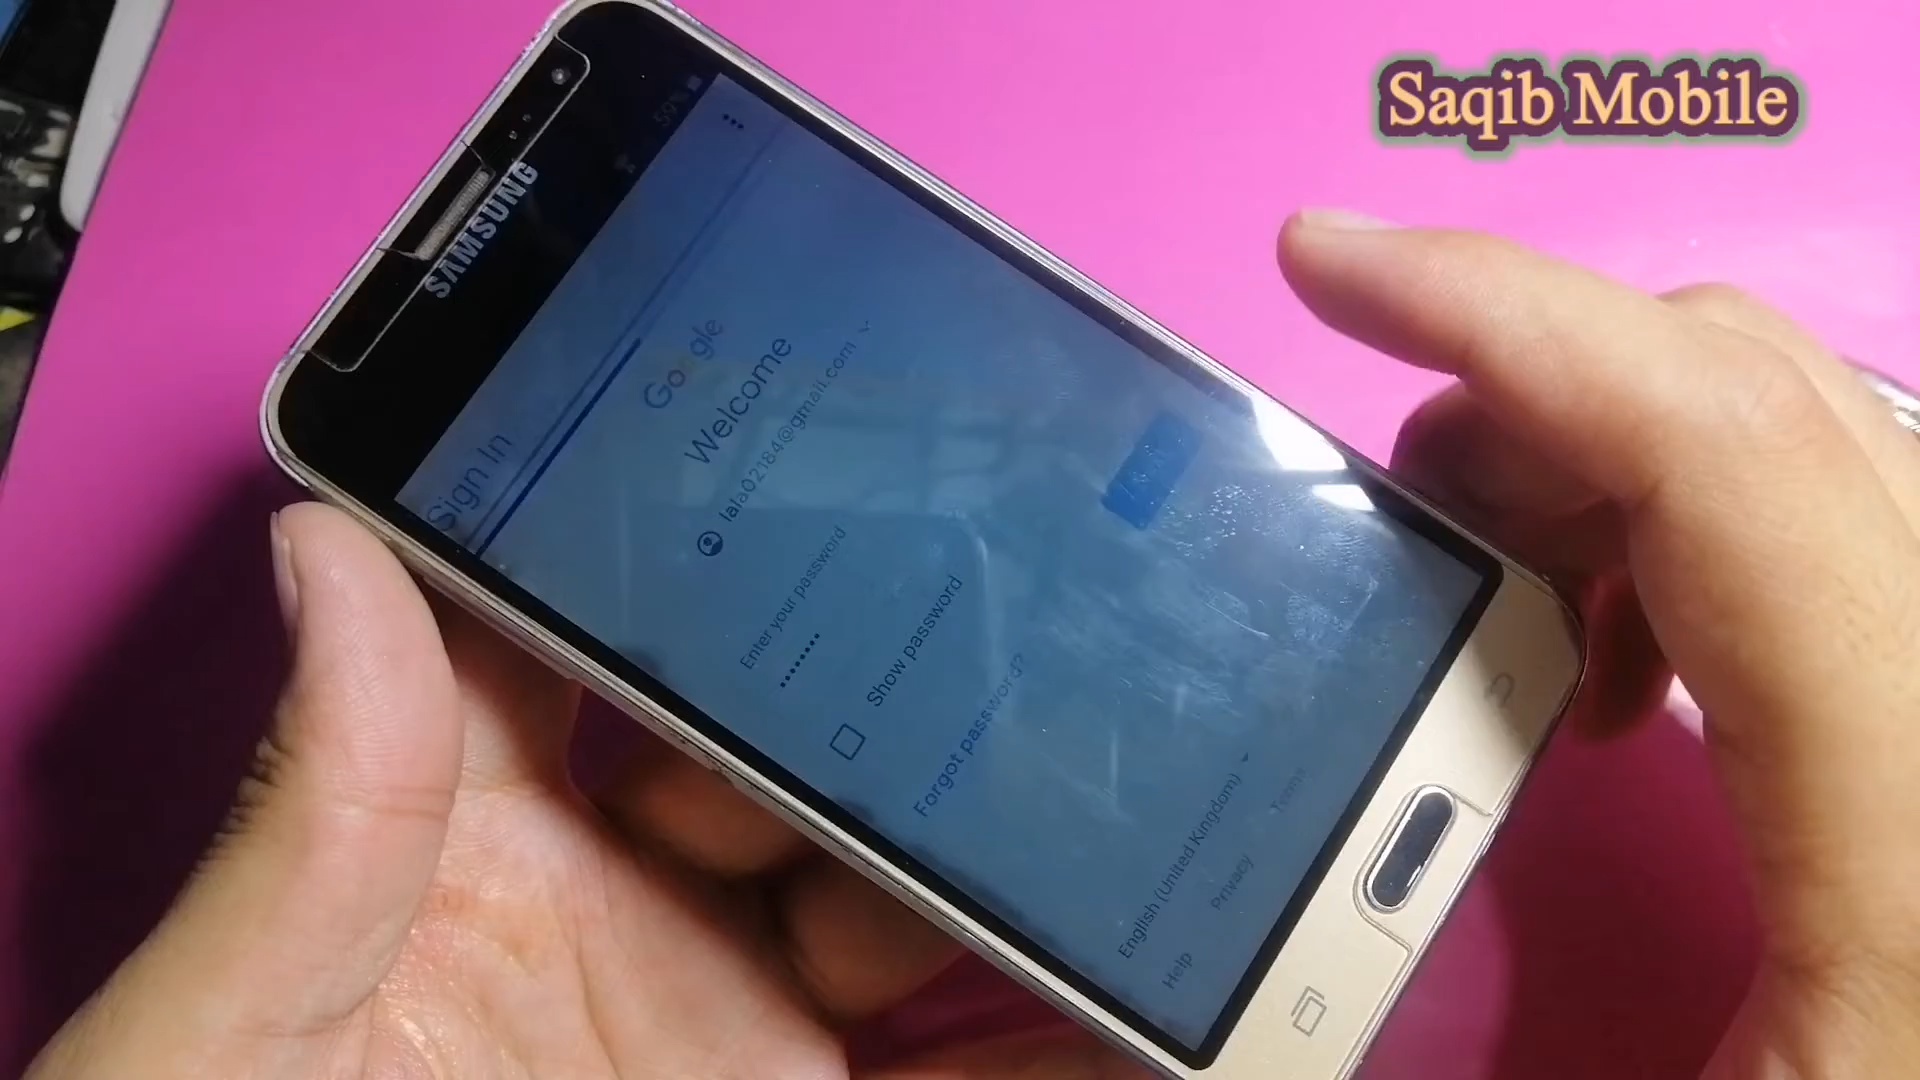 Saqib Mobile
SAMSUNG
59%
Sign In
Google
Welcome
lala02184@gmail.com
Enter your password
••••••••
Show password
Forgot password?
English (United Kingdom)
Help Privacy Terms